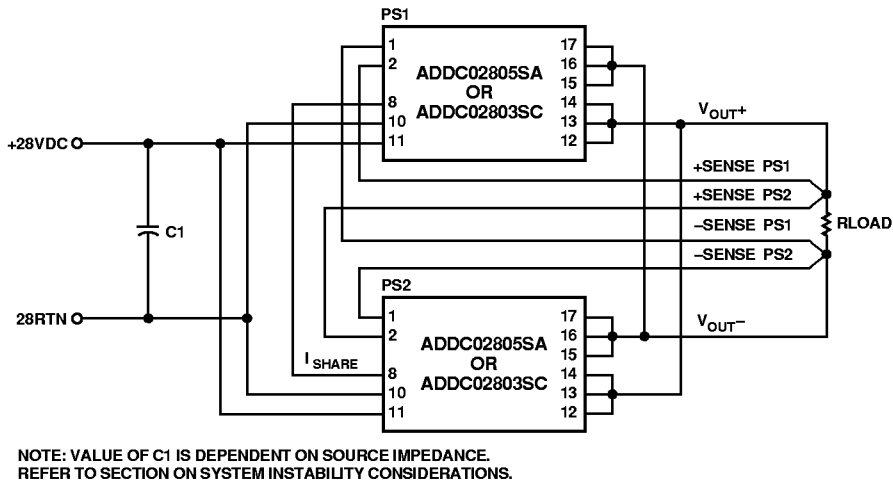 PS1
1
2
8
10
11
ADDC02805SA
OR
ADDC02803SC
17
16
15
14
13
12
VOUT+
+28VDC
+SENSE PS1
+SENSE PS2
–SENSE PS1
–SENSE PS2
RLOAD
C1
28RTN
PS2
1
2
8
10
11
ISHARE
ADDC02805SA
OR
ADDC02803SC
17
16
15
14
13
12
VOUT–
NOTE: VALUE OF C1 IS DEPENDENT ON SOURCE IMPEDANCE.
REFER TO SECTION ON SYSTEM INSTABILITY CONSIDERATIONS.